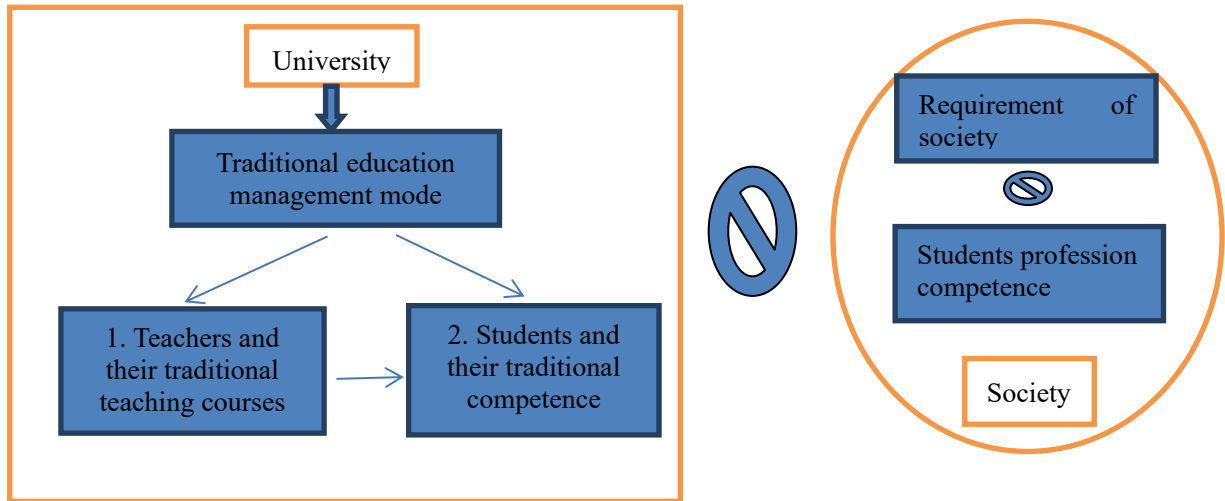 University
Traditional education
management mode
1. Teachers and
their traditional
teaching courses
2. Students and
their traditional
competence
Requirement of
society
Students profession
competence
Society